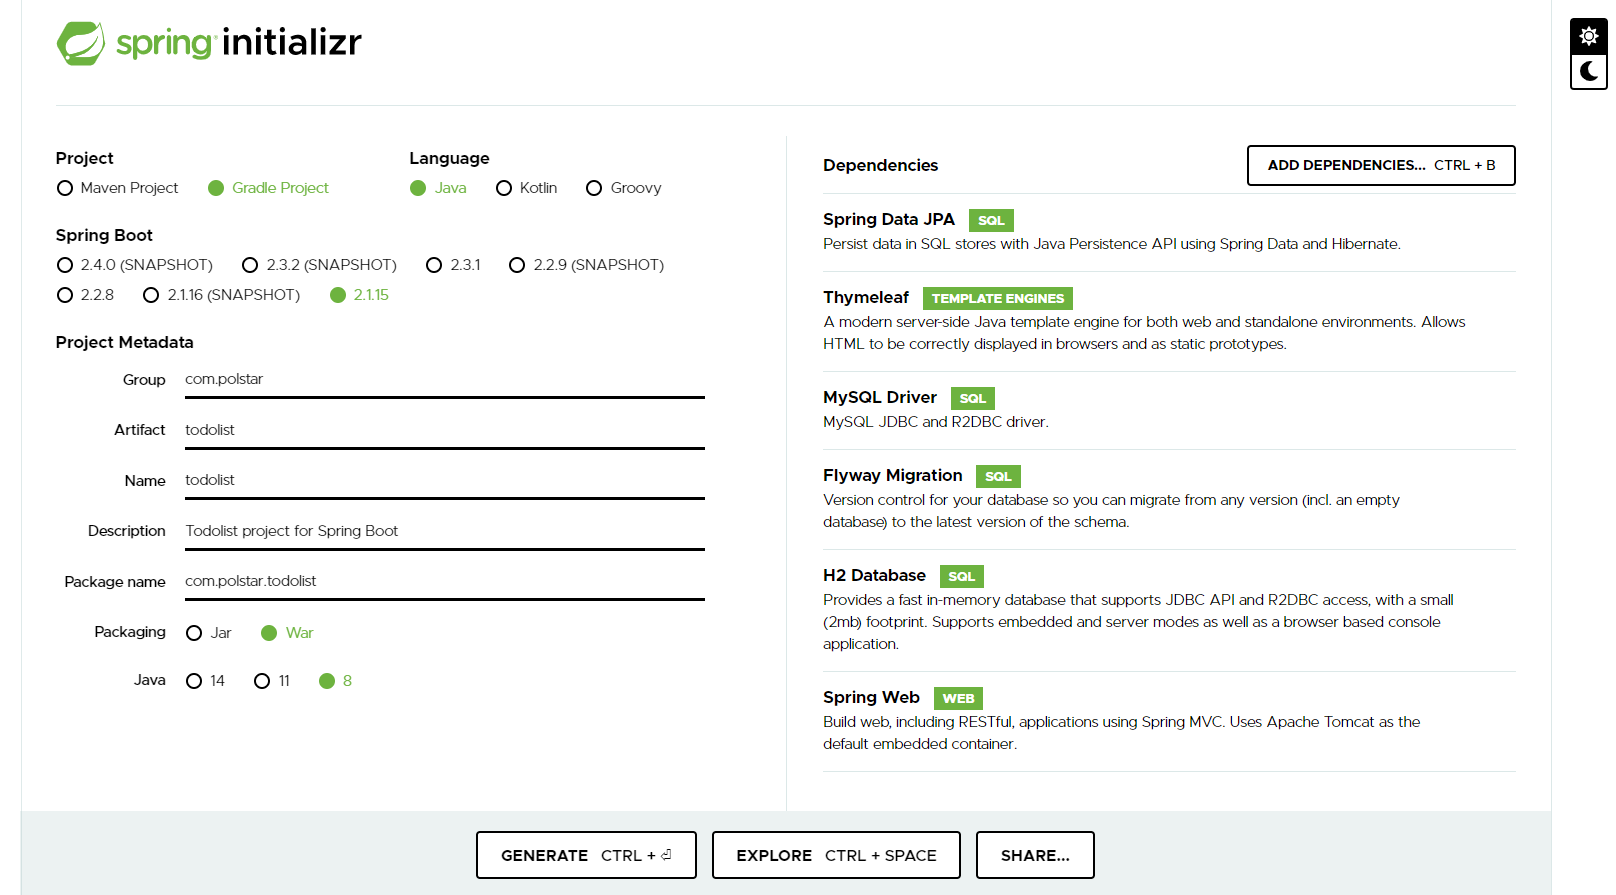 spring initializr
Project
Maven Project Gradle Project
Language
Java Kotlin Groovy
Spring Boot
2.4.0 (SNAPSHOT) 2.3.2 (SNAPSHOT) 2.3.1 2.2.9 (SNAPSHOT)
2.2.8 2.1.16 (SNAPSHOT) 2.1.15
Project Metadata
Group com.polstar
Artifact todolist
Name todolist
Description Todolist project for Spring Boot
Package name com.polstar.todolist
Packaging Jar War
Java 14 11 8
Dependencies
ADD DEPENDENCIES... CTRL + B
Spring Data JPA SQL
Persist data in SQL stores with Java Persistence API using Spring Data and Hibernate.
Thymeleaf TEMPLATE ENGINES
A modern server-side Java template engine for both web and standalone environments. Allows
HTML to be correctly displayed in browsers and as static prototypes.
MySQL Driver SQL
MySQL JDBC and R2DBC driver.
Flyway Migration SQL
Version control for your database so you can migrate from any version (incl. an empty
database) to the latest version of the schema.
H2 Database SQL
Provides a fast in-memory database that supports JDBC API and R2DBC access, with a small
(2mb) footprint. Supports embedded and server modes as well as a browser based console
application.
Spring Web WEB
Build web, including RESTful, applications using Spring MVC. Uses Apache Tomcat as the
default embedded container.
GENERATE CTRL + ⏎
EXPLORE CTRL + SPACE
SHARE...